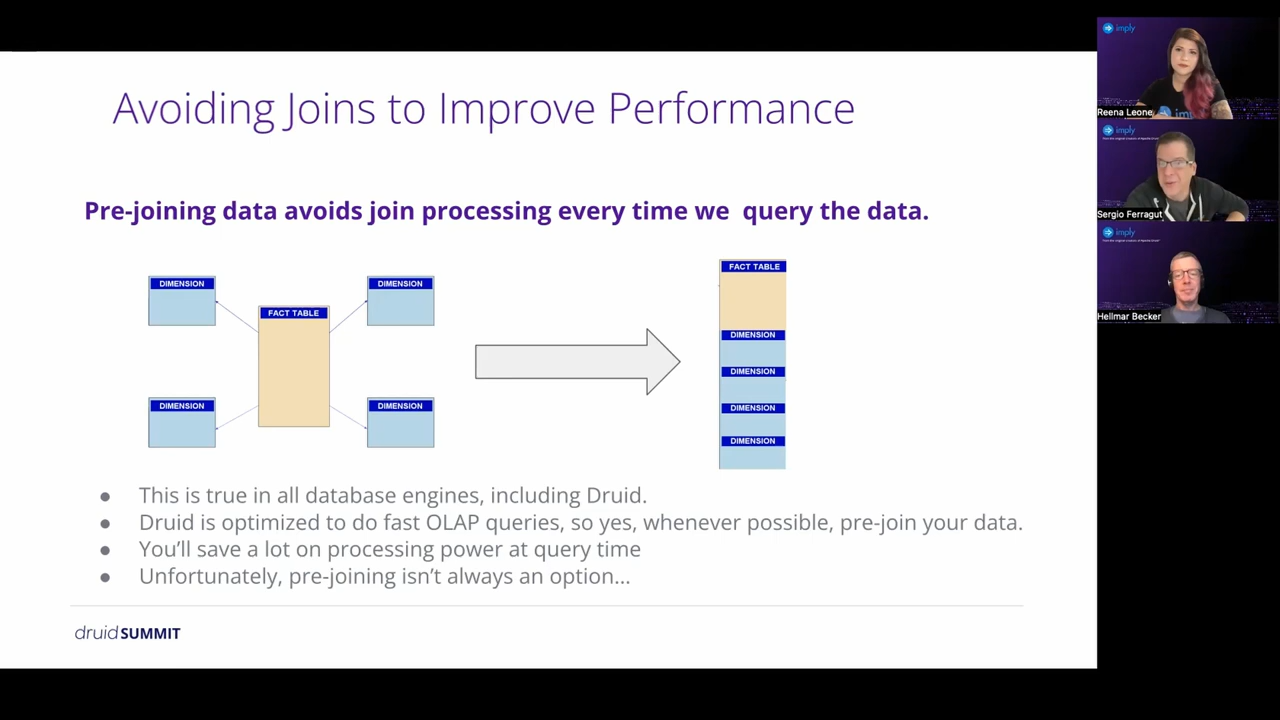 Avoiding Joins to Improve Performance
Pre-joining data avoids join processing every time we query the data.
DIMENSION
DIMENSION
FACT TABLE
DIMENSION
DIMENSION
FACT TABLE
DIMENSION
DIMENSION
DIMENSION
DIMENSION
● This is true in all database engines, including Druid.
● Druid is optimized to do fast OLAP queries, so yes, whenever possible, pre-join your data.
● You’ll save a lot on processing power at query time
● Unfortunately, pre-joining isn’t always an option...
druidSUMMIT
imply
Reena Leone
imply
Sergio Ferragut
imply
Hellmar Becker